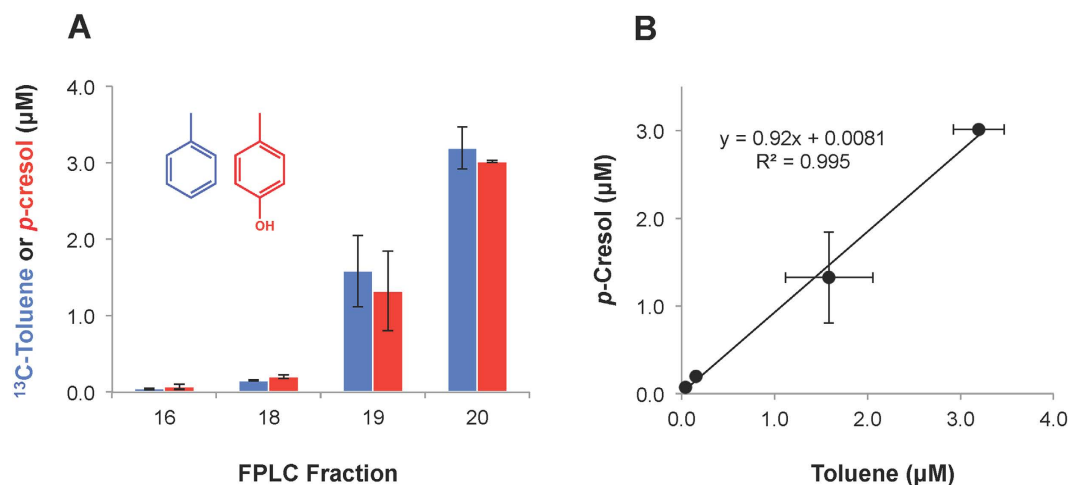 A
¹³C-Toluene or p-cresol (µM)
4.0
3.0
2.0
1.0
0.0
OH
16 18 19 20
FPLC Fraction
B
p-Cresol (µM)
3.0
2.0
1.0
0.0
y = 0.92x + 0.0081
R² = 0.995
0.0 1.0 2.0 3.0 4.0
Toluene (µM)